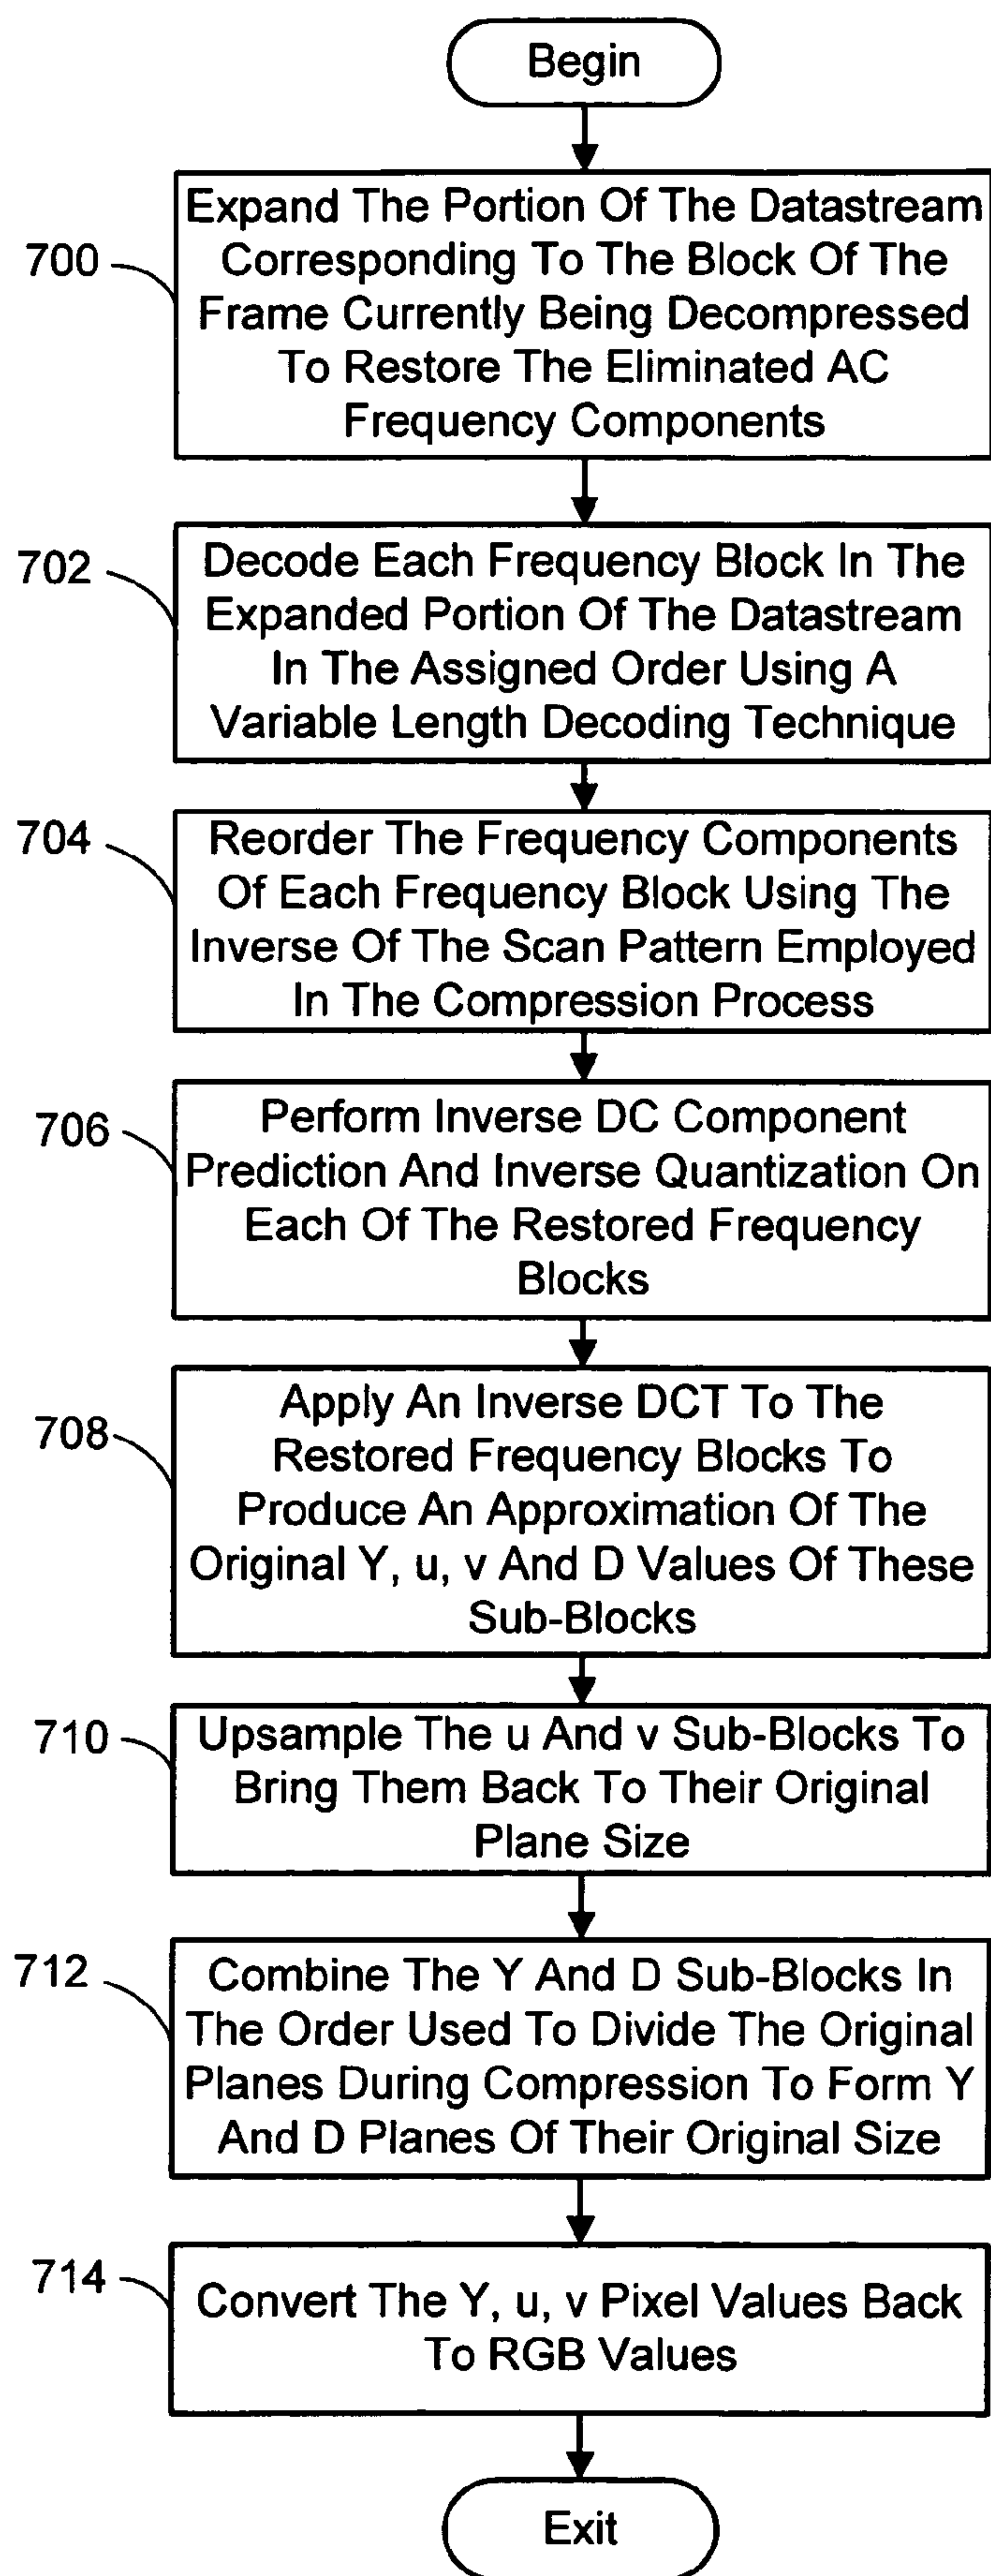 Begin
700
Expand The Portion Of The Datastream
Corresponding To The Block Of The
Frame Currently Being Decompressed
To Restore The Eliminated AC
Frequency Components
702
Decode Each Frequency Block In The
Expanded Portion Of The Datastream
In The Assigned Order Using A
Variable Length Decoding Technique
704
Reorder The Frequency Components
Of Each Frequency Block Using The
Inverse Of The Scan Pattern Employed
In The Compression Process
706
Perform Inverse DC Component
Prediction And Inverse Quantization On
Each Of The Restored Frequency
Blocks
708
Apply An Inverse DCT To The
Restored Frequency Blocks To
Produce An Approximation Of The
Original Y, u, v And D Values Of These
Sub-Blocks
710
Upsample The u And v Sub-Blocks To
Bring Them Back To Their Original
Plane Size
712
Combine The Y And D Sub-Blocks In
The Order Used To Divide The Original
Planes During Compression To Form Y
And D Planes Of Their Original Size
714
Convert The Y, u, v Pixel Values Back
To RGB Values
Exit